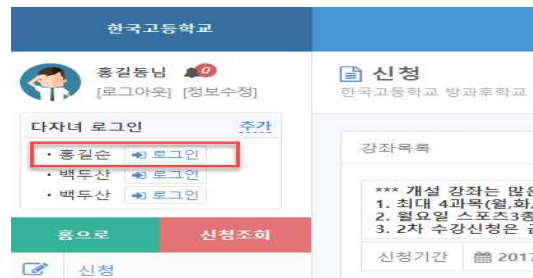 한국고등학교
홍길동님 0
[로그아웃] [정보수정]
다자녀 로그인 추가
· 홍길순 로그인
· 백두산 로그인
· 백두산 로그인
홈으로 신청조회
신청
신청
한국고등학교 방과후학교
강좌목록
*** 개설 강좌는 많은
1. 최대 4과목(월,화,
2. 월요일 스포츠3종
3. 2차 수강신청은
신청기간 2017